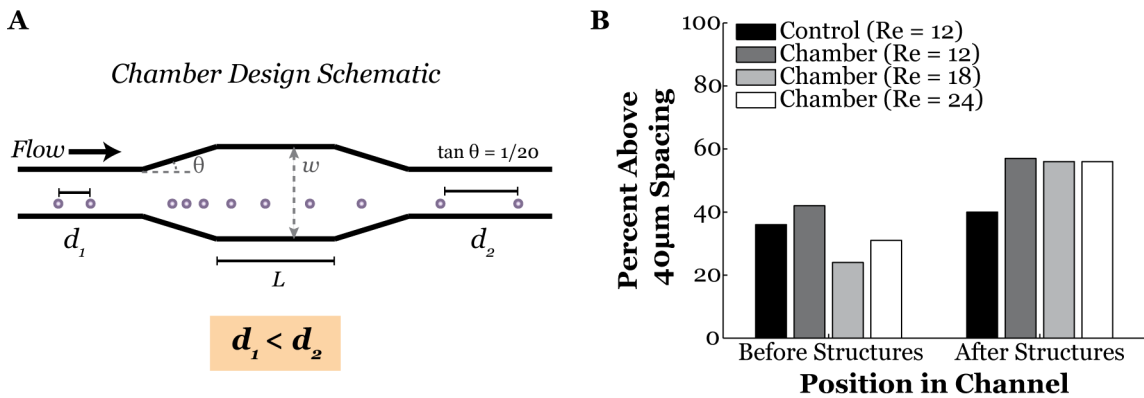 A
Chamber Design Schematic
Flow
θ
w
tan θ = 1/20
d₁
d₂
L
d₁ < d₂
B
Percent Above
40µm Spacing
100
80
60
40
20
0
Control (Re = 12)
Chamber (Re = 12)
Chamber (Re = 18)
Chamber (Re = 24)
Before Structures
After Structures
Position in Channel